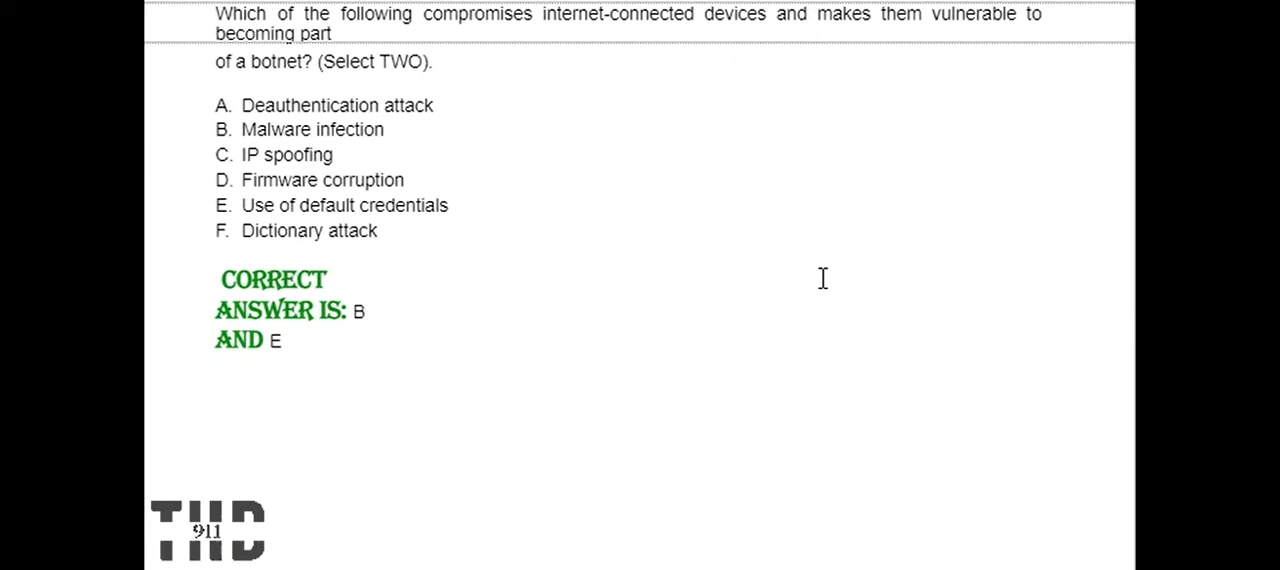 Which of the following compromises internet-connected devices and makes them vulnerable to
becoming part
of a botnet? (Select TWO).
A. Deauthentication attack
B. Malware infection
C. IP spoofing
D. Firmware corruption
E. Use of default credentials
F. Dictionary attack
CORRECT
ANSWER IS: B
AND E
THD
911